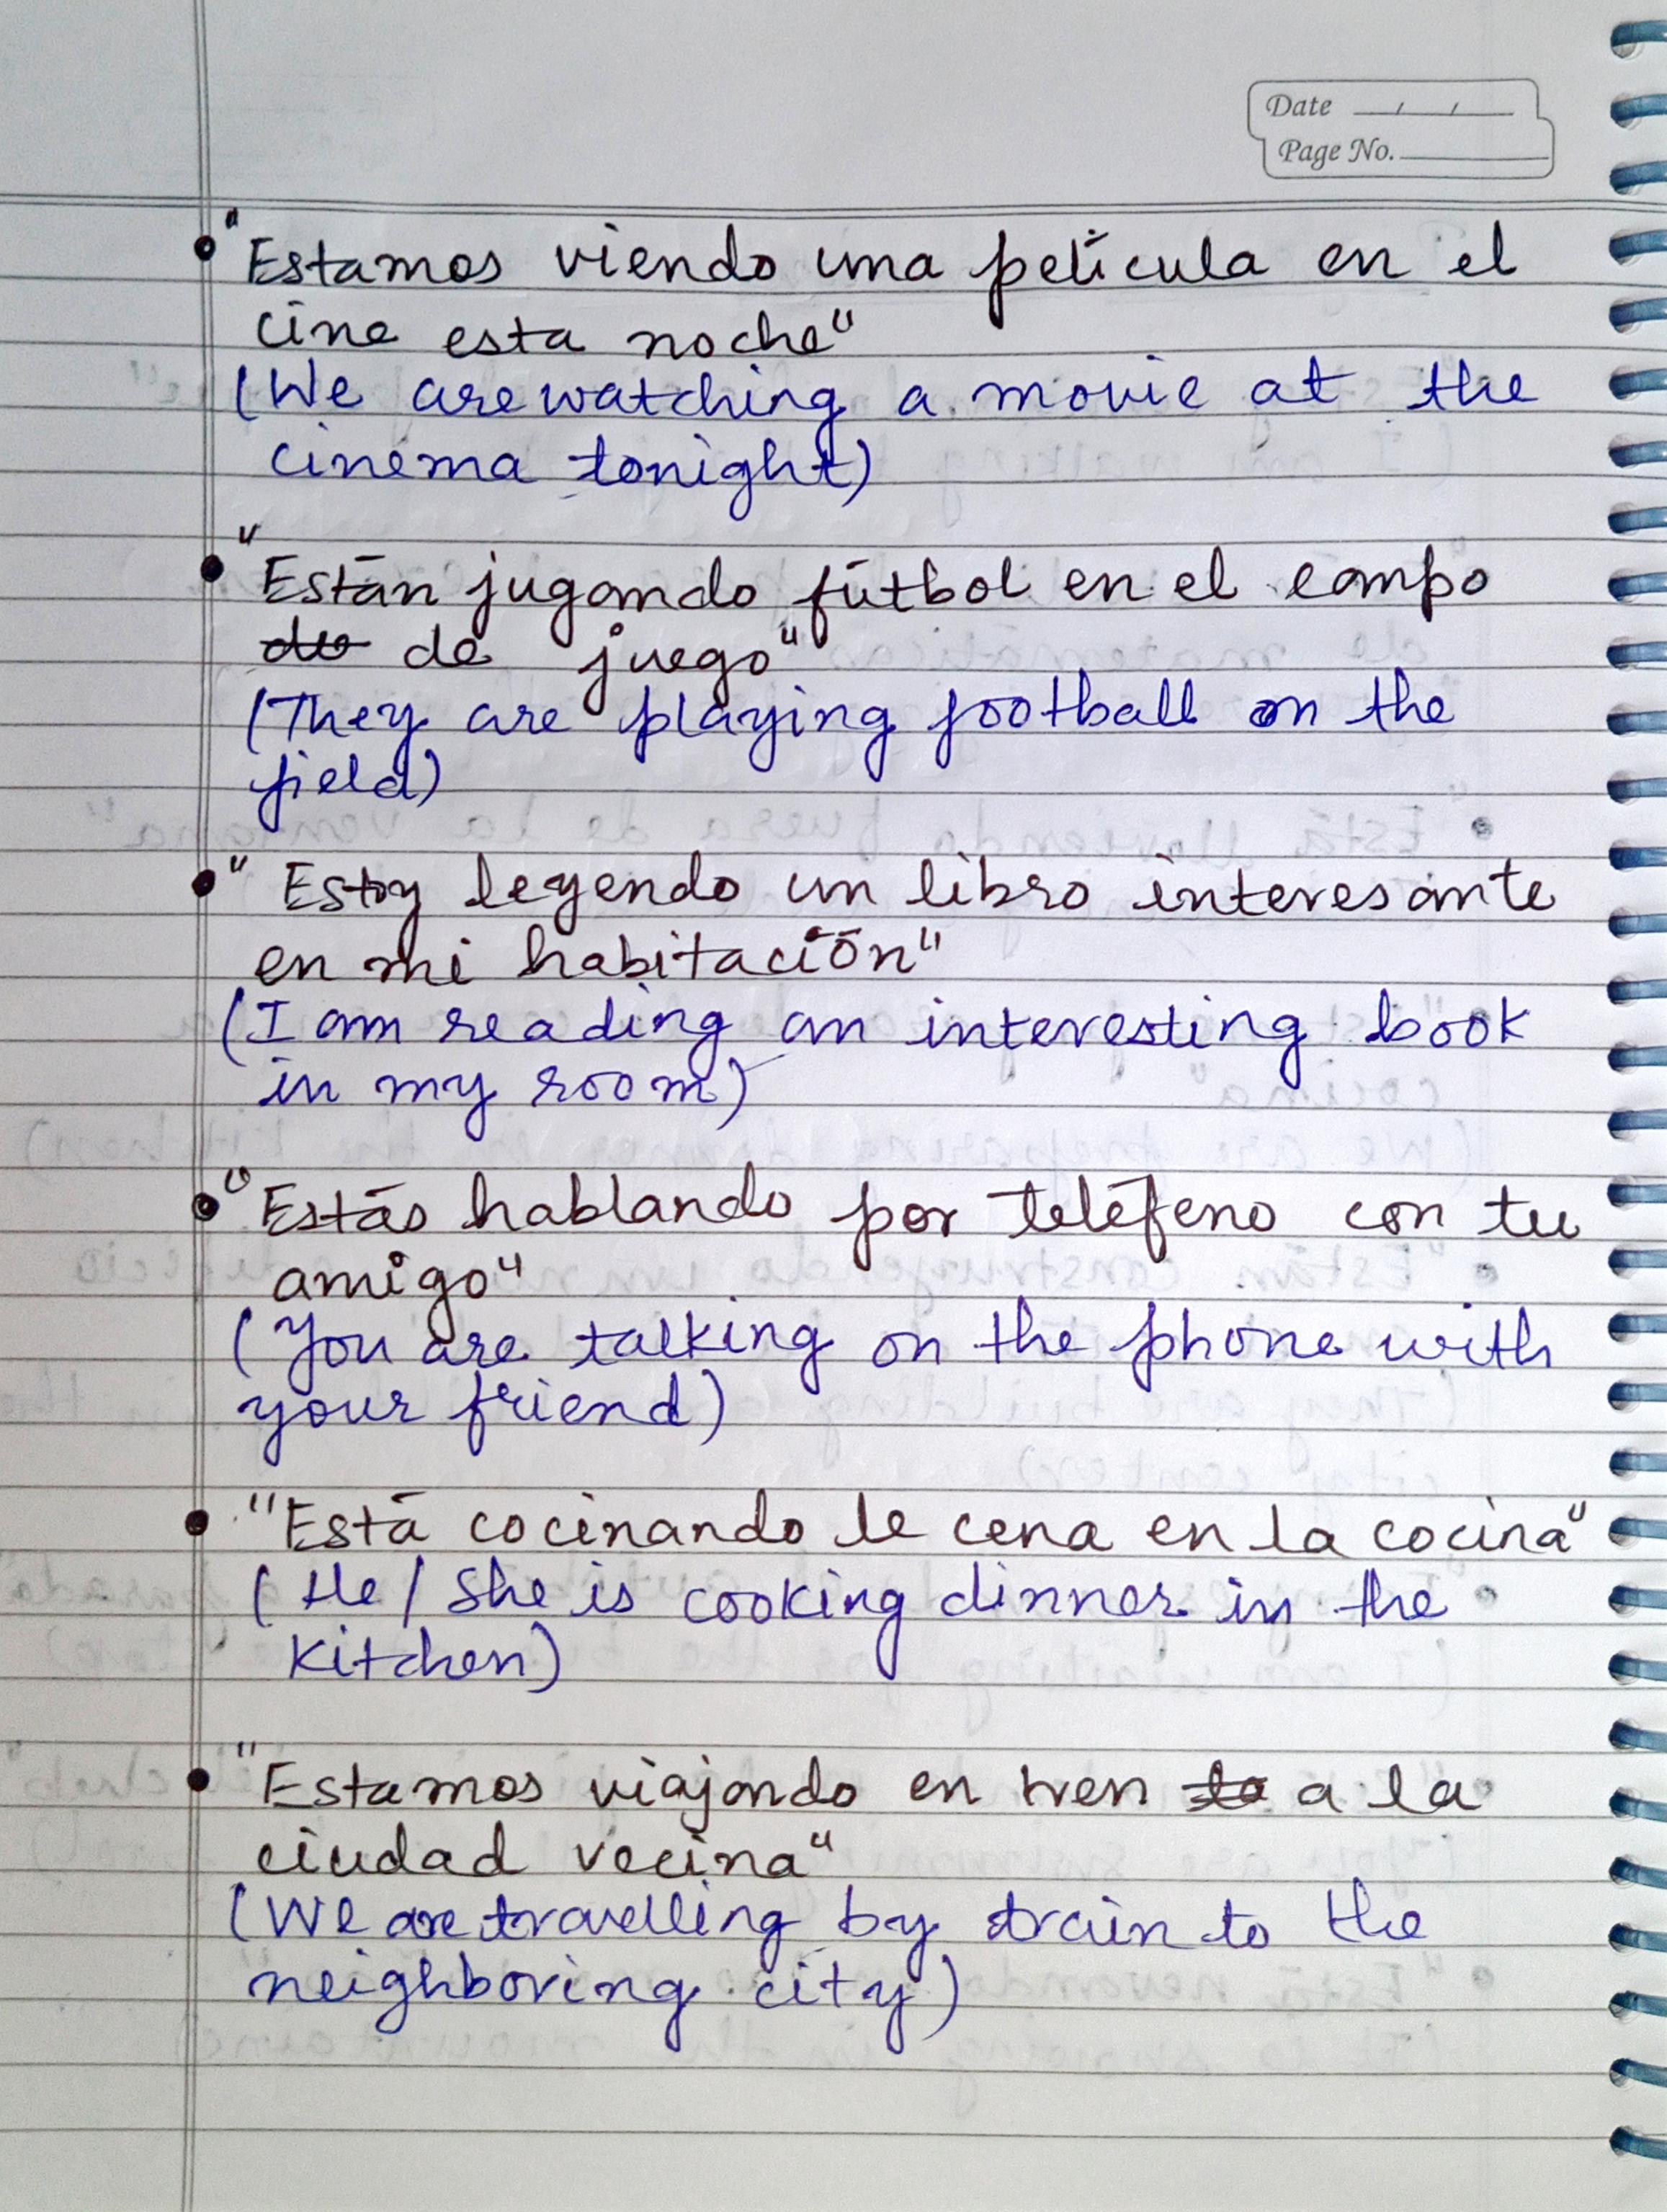 Date __/__/__
Page No.
• "Estamos viendo una película en el
cine esta noche"
(We are watching a movie at the
cinema tonight)
• "Están jugando fútbol en el campo
de juego"
(They are playing football on the
field)
• "Estoy leyendo un libro interesante
en mi habitación"
(I am reading an interesting book
in my room)
• "Estás hablando por teléfeno con tu
amigo"
(You are talking on the phone with
your friend)
• "Está cocinando le cena en la cocina"
(He / She is cooking dinner in the
kitchen)
• "Estamos viajando en tren a la
ciudad vecina"
(We are travelling by train to the
neighboring city)